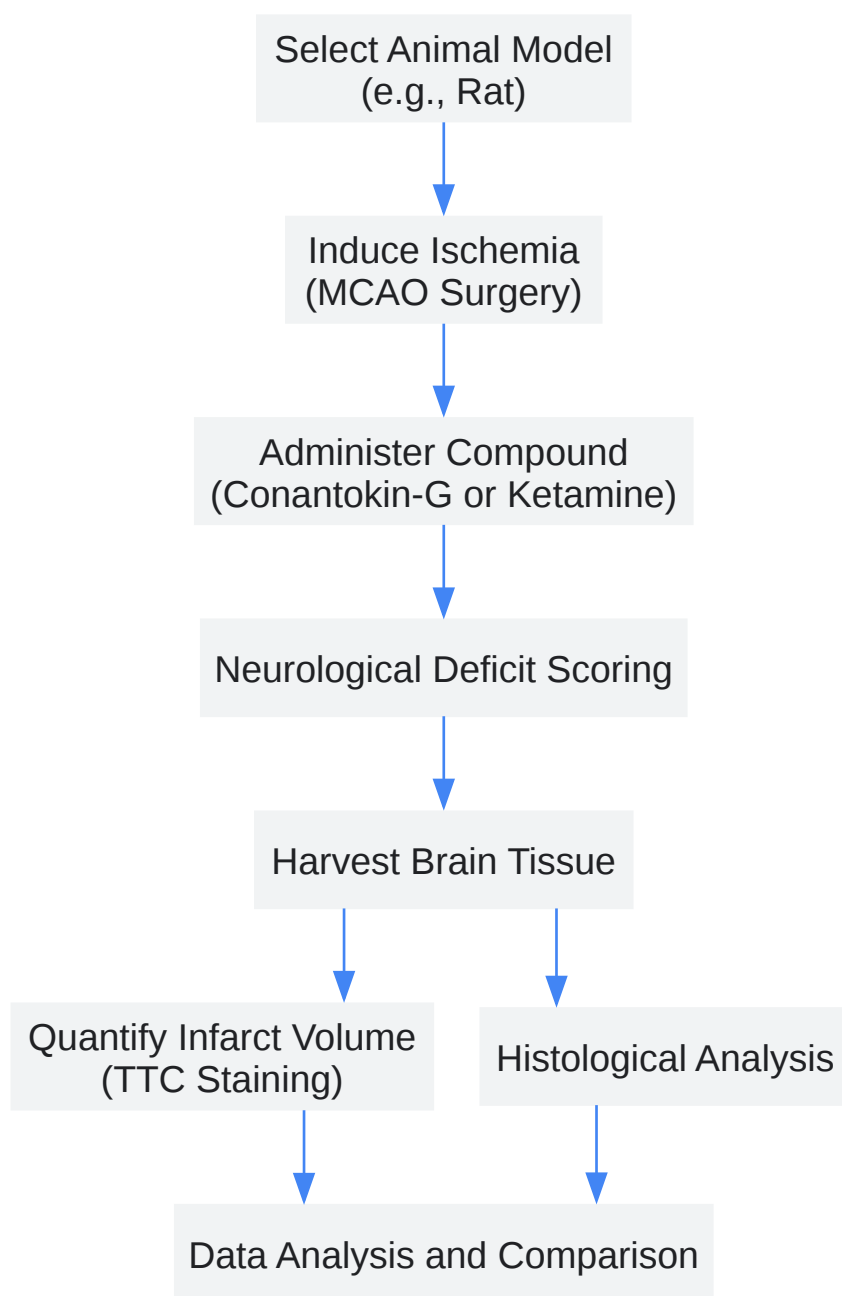 Select Animal Model
(e.g., Rat)
Induce Ischemia
(MCAO Surgery)
Administer Compound
(Conantokin-G or Ketamine)
Neurological Deficit Scoring
Harvest Brain Tissue
Quantify Infarct Volume
(TTC Staining)
Histological Analysis
Data Analysis and Comparison